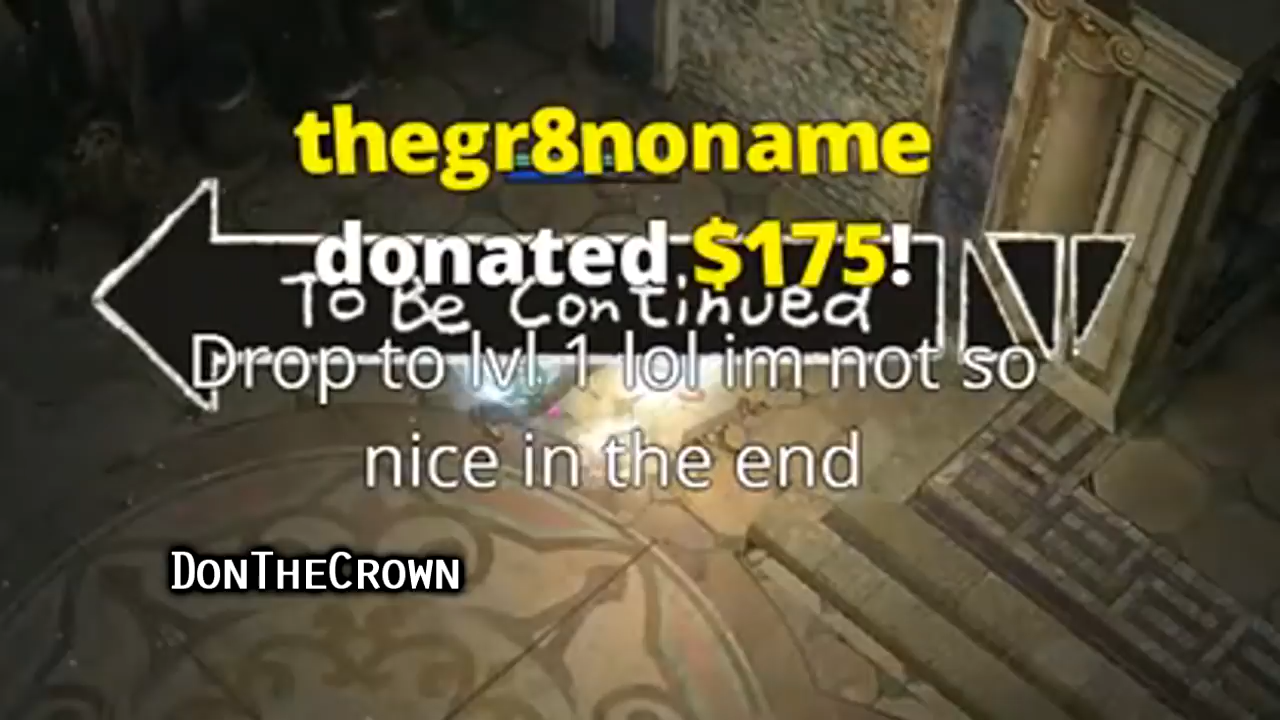 thegr8noname
donated $175!
To Be Continued
Drop to lvl 1 lol im not so
nice in the end
DonTheCrown